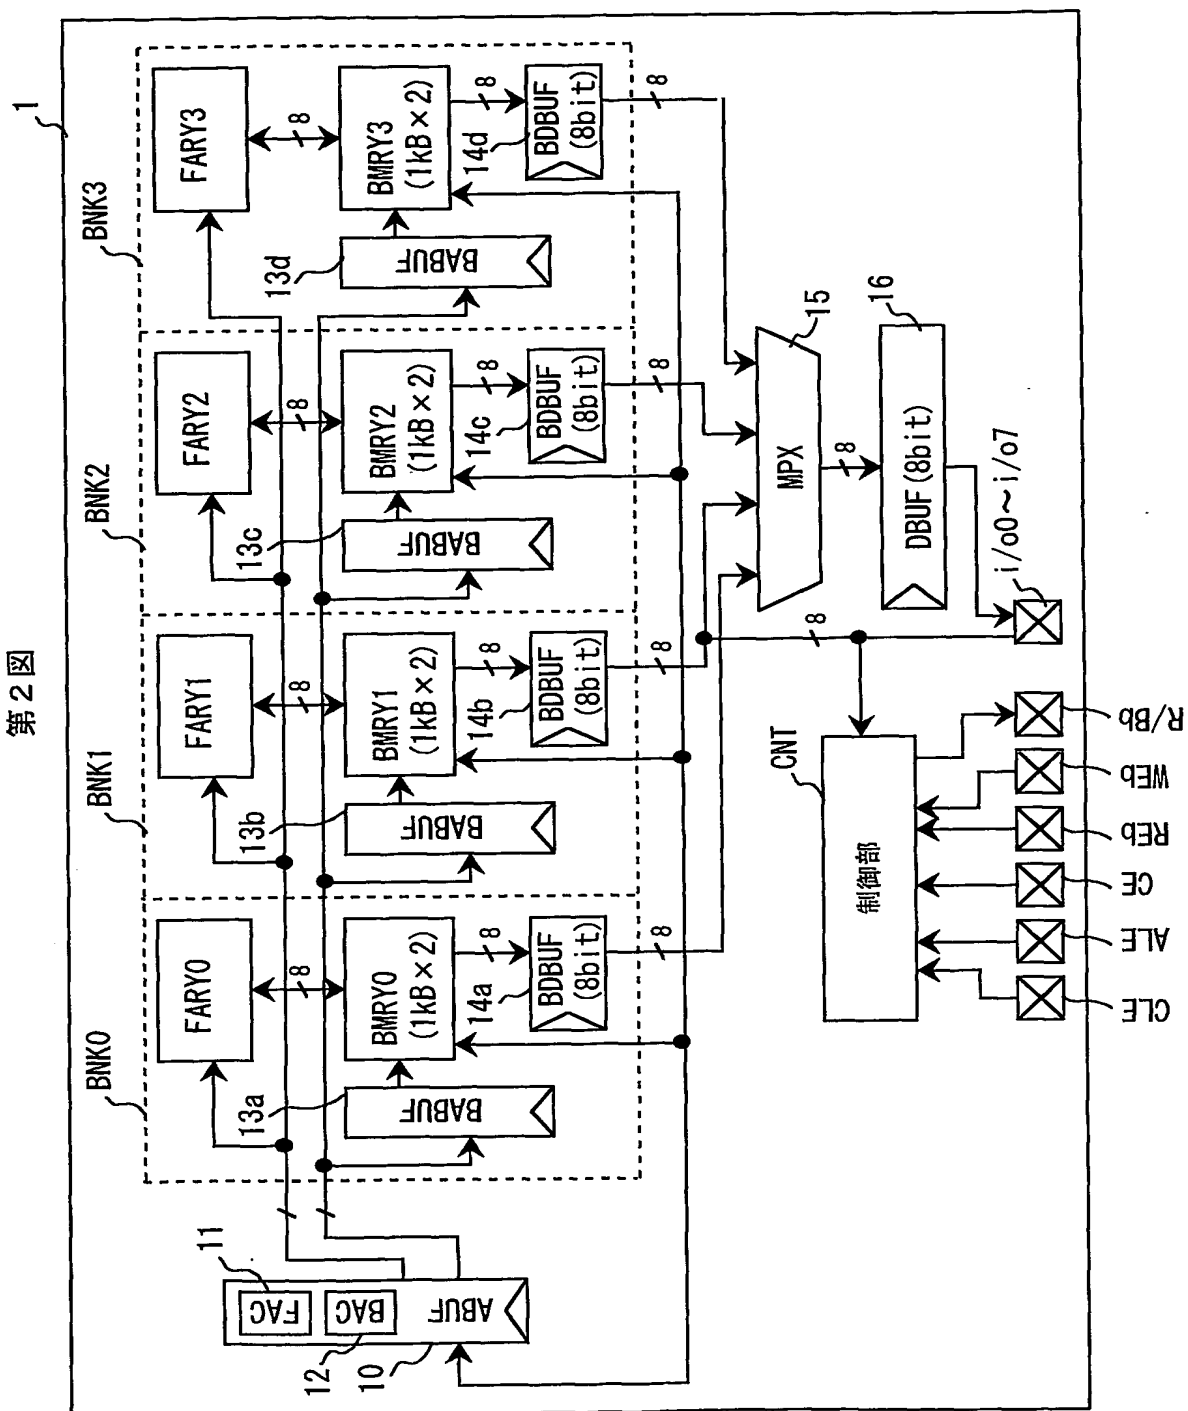 第2図
1
BNK0
BNK1
BNK2
BNK3
FARY0
FARY1
FARY2
FARY3
8
8
8
8
11
FAC
BAC
ABUF
12
10
13a
BABUF
BMRY0
(1kB×2)
13b
BABUF
BMRY1
(1kB×2)
13c
BABUF
BMRY2
(1kB×2)
13d
BABUF
BMRY3
(1kB×2)
8
8
8
8
14a
BDBUF
(8bit)
14b
BDBUF
(8bit)
14c
BDBUF
(8bit)
14d
BDBUF
(8bit)
8
8
8
8
MPX
15
8
8
DBUF(8bit)
16
CNT
制御部
CLE
ALE
CE
REb
WEb
R/Bb
i/o0~i/o7